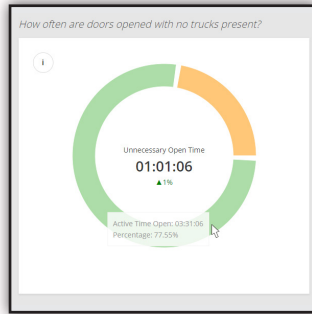 How often are doors opened with no trucks present?
i
Unnecessary Open Time
01:01:06
▲1%
Active Time Open: 03:31:06
Percentage: 77.55%